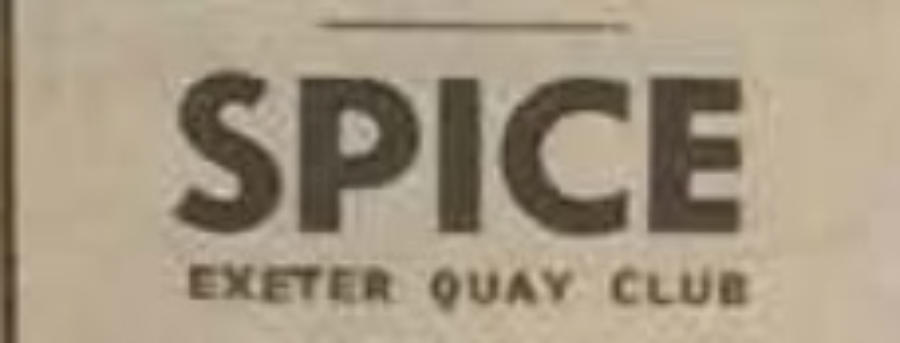 SPICE
EXETER QUAY CLUB